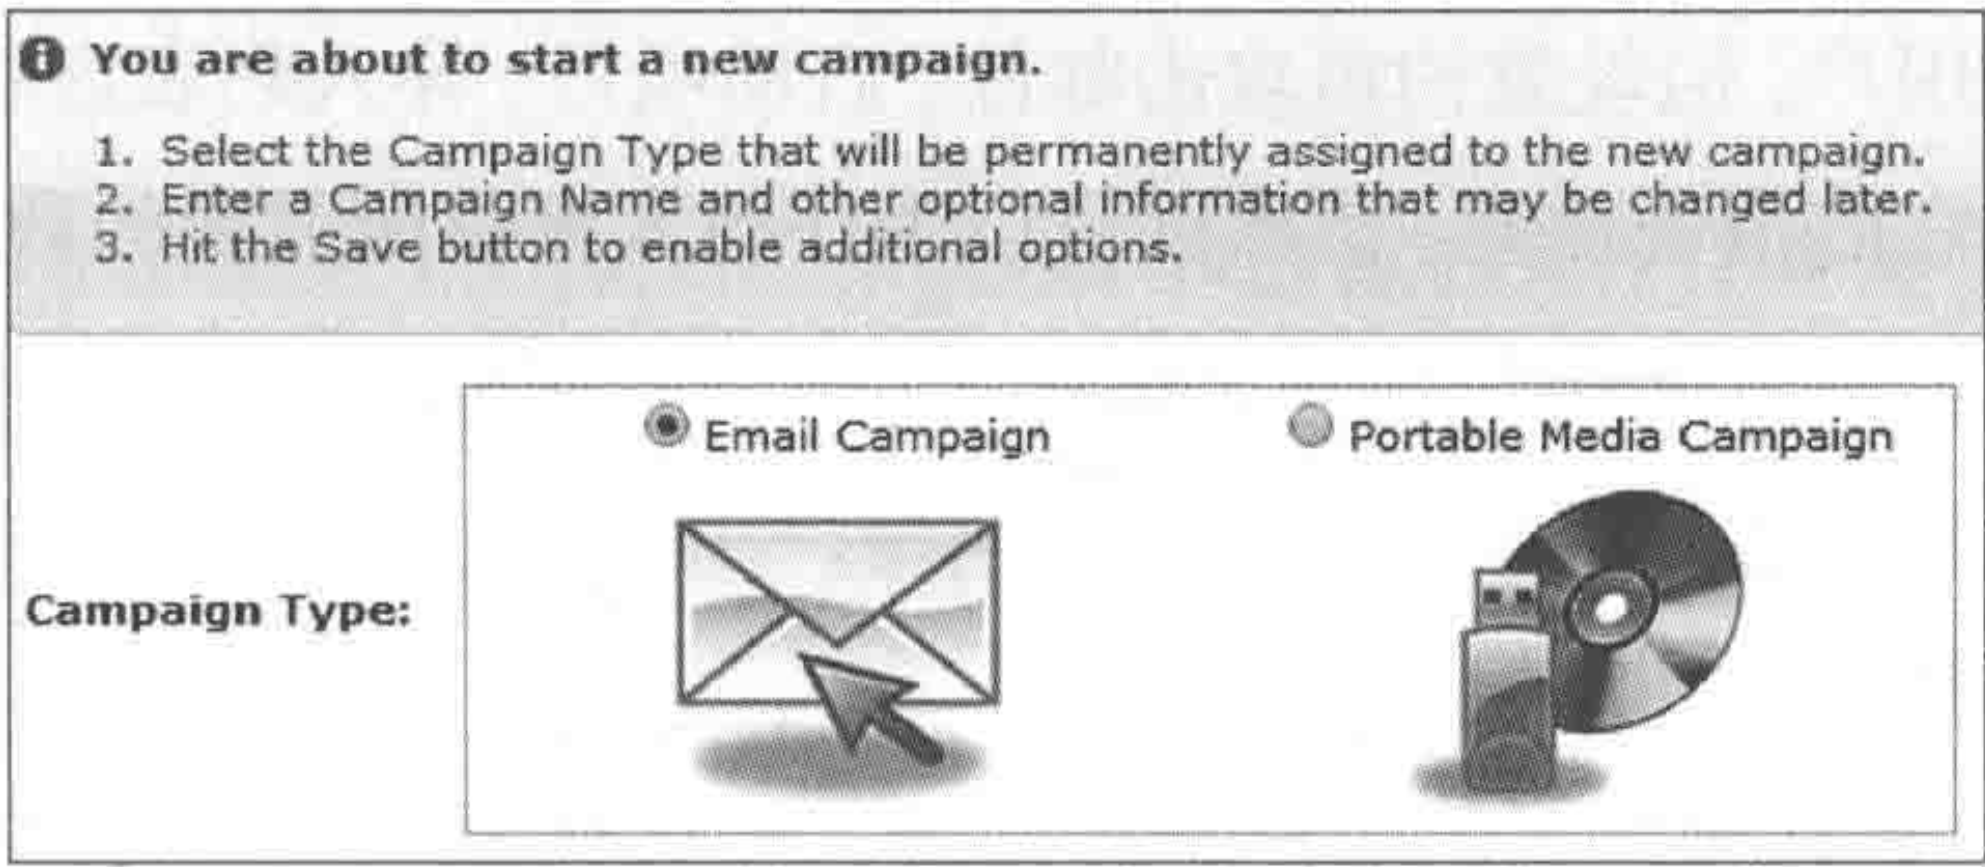 You are about to start a new campaign.
1. Select the Campaign Type that will be permanently assigned to the new campaign.
2. Enter a Campaign Name and other optional information that may be changed later.
3. Hit the Save button to enable additional options.
Email Campaign
Portable Media Campaign
Campaign Type: